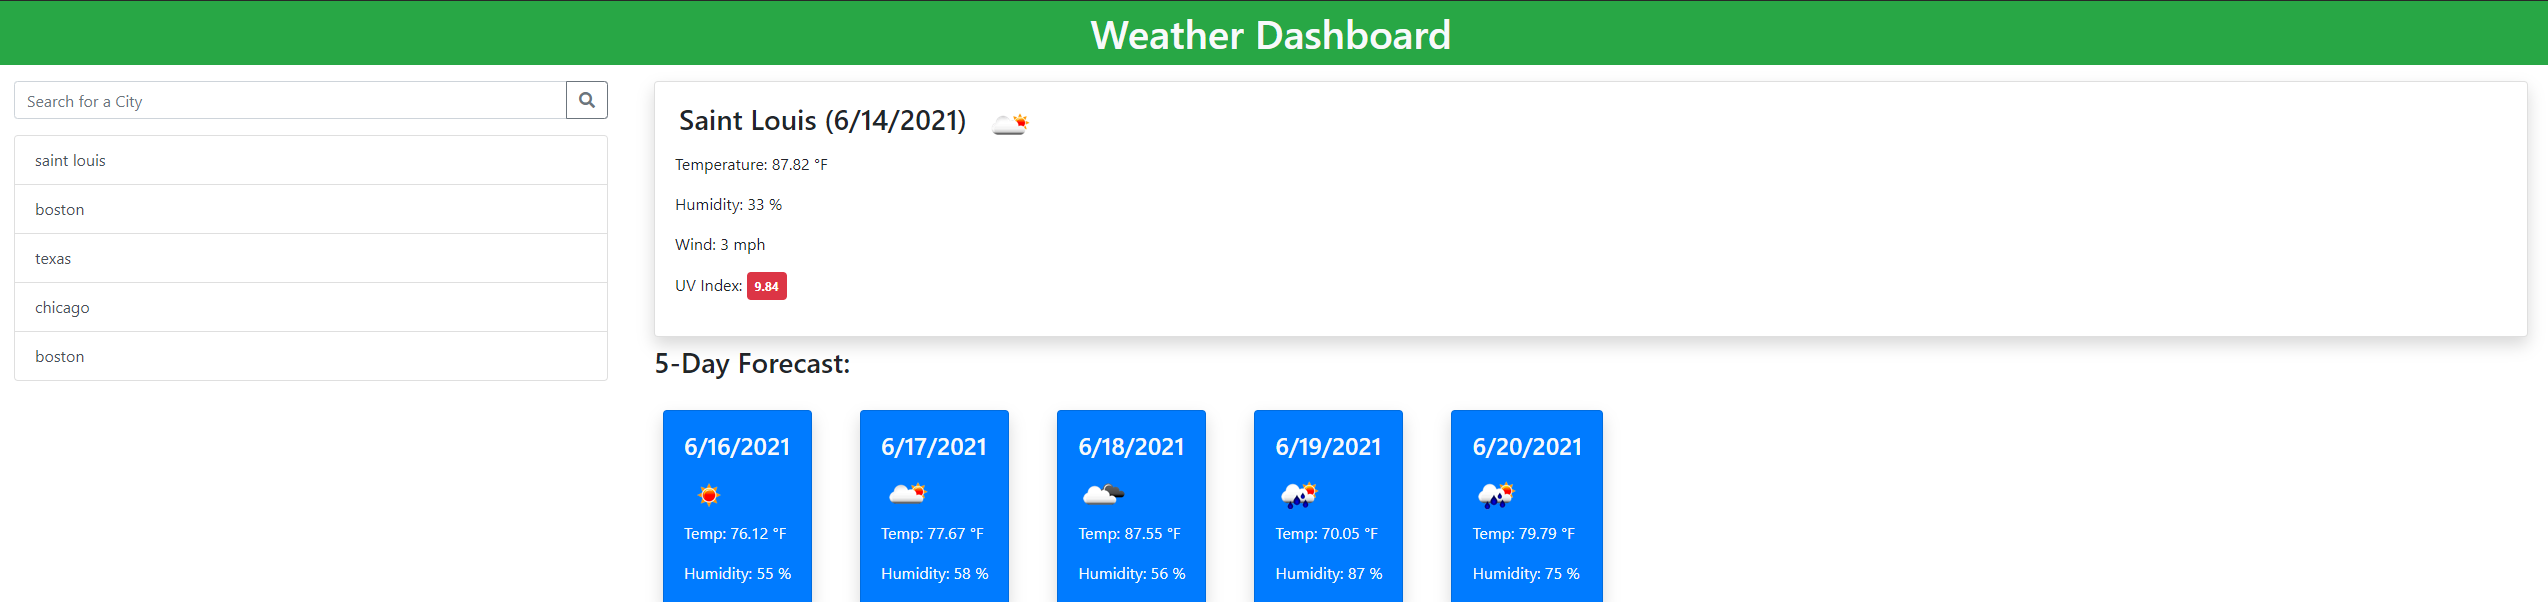 Weather Dashboard
Search for a City
saint louis
boston
texas
chicago
boston
Saint Louis (6/14/2021)
Temperature: 87.82 °F
Humidity: 33 %
Wind: 3 mph
UV Index: 9.84
5-Day Forecast:
6/16/2021
Temp: 76.12 °F
Humidity: 55 %
6/17/2021
Temp: 77.67 °F
Humidity: 58 %
6/18/2021
Temp: 87.55 °F
Humidity: 56 %
6/19/2021
Temp: 70.05 °F
Humidity: 87 %
6/20/2021
Temp: 79.79 °F
Humidity: 75 %